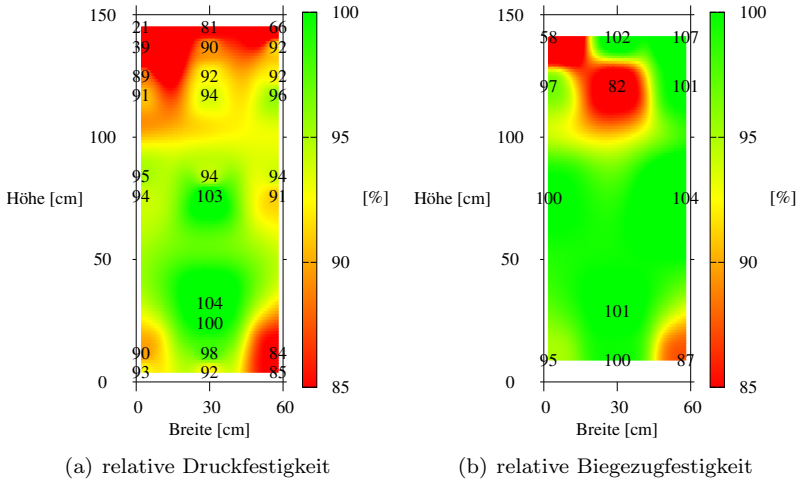 150
21 81 66
39 90 92
89 92 92
91 94 96
100
95 94 94
Höhe [cm]
94 103 91
50
104
100
90 98 84
93 92 85
0
0 30 60
Breite [cm]
100
95
[%]
90
85
(a) relative Druckfestigkeit
150
58 102 107
97 82 101
100
Höhe [cm]
100 104
50
101
95 100 87
0
0 30 60
Breite [cm]
100
95
[%]
90
85
(b) relative Biegezugfestigkeit